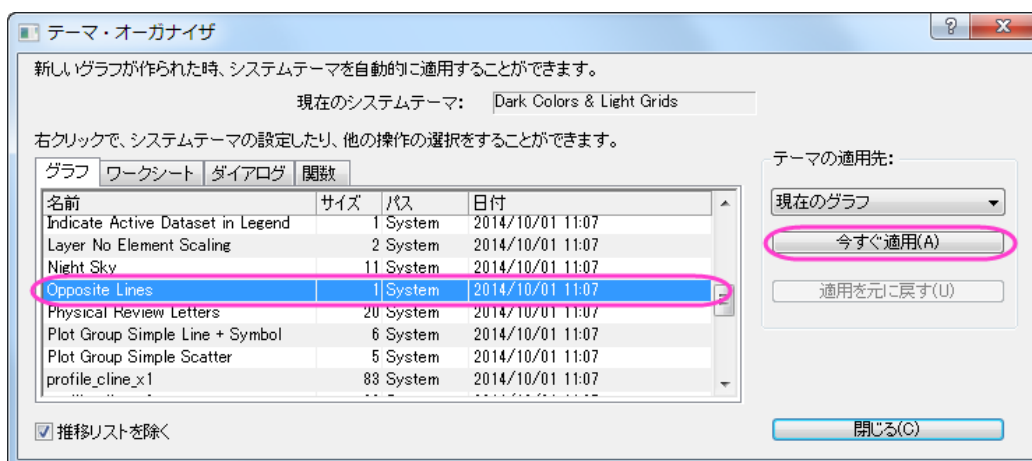 テーマ・オーガナイザ
新しいグラフが作られた時、システムテーマを自動的に適用することができます。
現在のシステムテーマ: Dark Colors & Light Grids
右クリックで、システムテーマの設定したり、他の操作の選択をすることができます。
グラフ ワークシート ダイアログ 関数
名前 サイズ パス 日付
Indicate Active Dataset in Legend 1 System 2014/10/01 11:07
Layer No Element Scaling 2 System 2014/10/01 11:07
Night Sky 11 System 2014/10/01 11:07
Opposite Lines 1 System 2014/10/01 11:07
Physical Review Letters 20 System 2014/10/01 11:07
Plot Group Simple Line + Symbol 6 System 2014/10/01 11:07
Plot Group Simple Scatter 5 System 2014/10/01 11:07
profile_cline_x1 83 System 2014/10/01 11:07
推移リストを除く
テーマの適用先:
現在のグラフ
今すぐ適用(A)
適用を元に戻す(U)
閉じる(C)